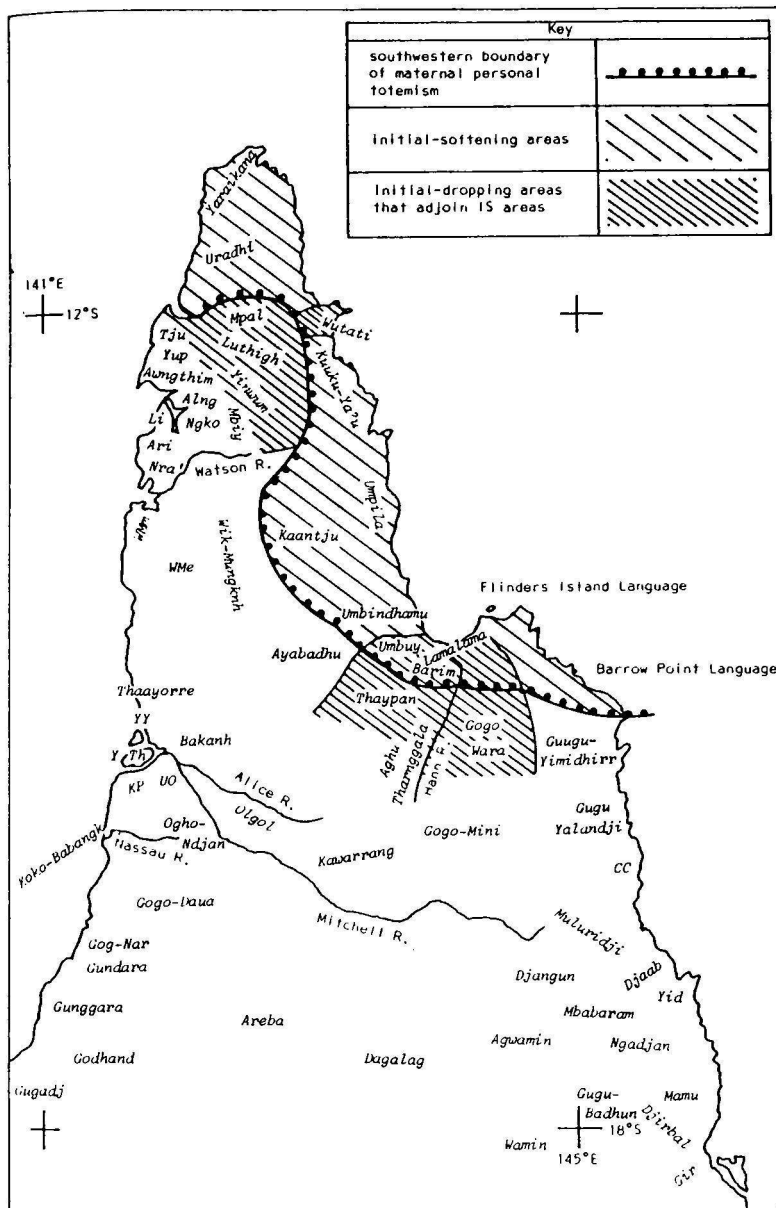 Key
southwestern boundary
of maternal personal
totemism
initial-softening areas
Initial-dropping areas
that adjoin IS areas
Yaraikang
Uradhi
141°E
12°S
Mpal
Wutati
Tju
Luthigh
Yup
Kuuku-Ya'u
Awngthim
Yinwum
Alng
Li
Ngko
Mbiy
Ari
Nra
Watson R.
Umpila
Kaantju
WMe
Wik-Mungknh
Flinders Island Language
Umbindhamu
Umbuy
Lamalama
Ayabadhu
Barim
Barrow Point Language
Thaypan
Thaayorre
YY
Gogo
Wara
Guugu-
Yimidhirr
Bakanh
Y
Th
Aghu
Tharnggala
Hann R.
KP
UO
Alice R.
Olgol
Gugu
Yalandji
Ogho-
Ndjan
Gogo-Mini
Yoko-Babangk
Nassau R.
Kawarrang
CC
Gogo-Daua
Mitchell R.
Muluridji
Gog-Nar
Gundara
Djangun
Djaab
Yid
Gunggara
Mbabaram
Areba
Agwamin
Ngadjan
Godhand
Dagalag
Gugadj
Gugu-
Badhun
Mamu
Djirbal
18°S
Wamin
145°E
Gir